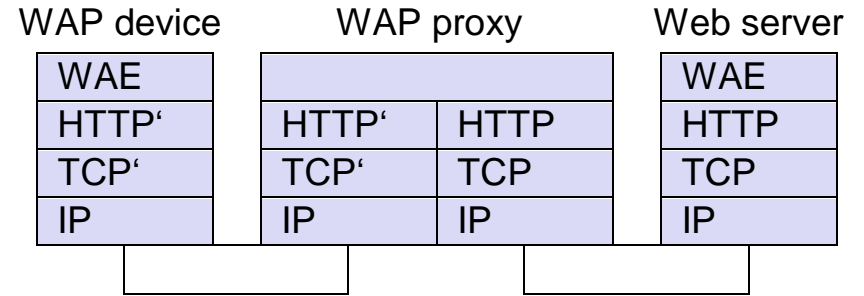 WAP device WAP proxy Web server
WAE WAE
HTTP‘ HTTP‘ HTTP HTTP
TCP‘ TCP‘ TCP TCP
IP IP IP IP